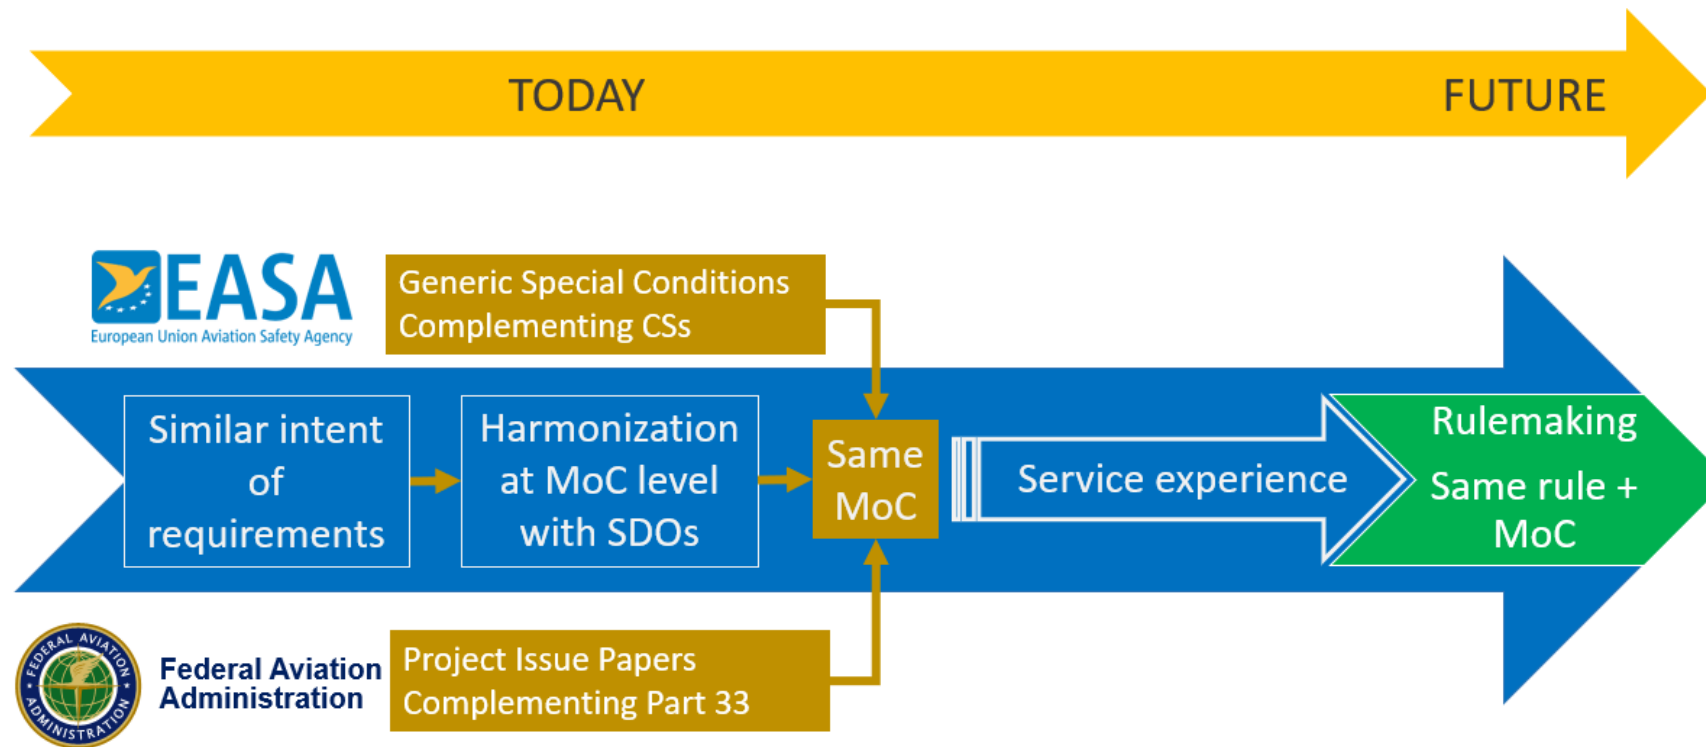 TODAY
FUTURE
EASA
European Union Aviation Safety Agency
Generic Special Conditions
Complementing CSs
Similar intent
of
requirements
Harmonization
at MoC level
with SDOs
Same
MoC
Service experience
Rulemaking
Same rule +
MoC
FEDERAL AVIATION
ADMINISTRATION
Federal Aviation
Administration
Project Issue Papers
Complementing Part 33